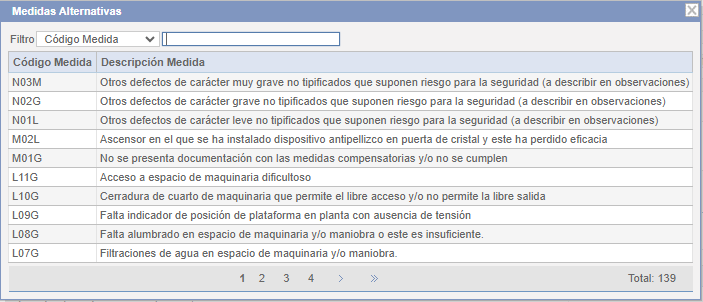 Medidas Alternativas
Filtro Código Medida
Código Medida Descripción Medida
N03M Otros defectos de carácter muy grave no tipificados que suponen riesgo para la seguridad (a describir en observaciones)
N02G Otros defectos de carácter grave no tipificados que suponen riesgo para la seguridad (a describir en observaciones)
N01L Otros defectos de carácter leve no tipificados que suponen riesgo para la seguridad (a describir en observaciones)
M02L Ascensor en el que se ha instalado dispositivo antipellizco en puerta de cristal y este ha perdido eficacia
M01G No se presenta documentación con las medidas compensatorias y/o no se cumplen
L11G Acceso a espacio de maquinaria dificultoso
L10G Cerradura de cuarto de maquinaria que permite el libre acceso y/o no permite la libre salida
L09G Falta indicador de posición de plataforma en planta con ausencia de tensión
L08G Falta alumbrado en espacio de maquinaria y/o maniobra o este es insuficiente.
L07G Filtraciones de agua en espacio de maquinaria y/o maniobra.
1 2 3 4 > >> Total: 139